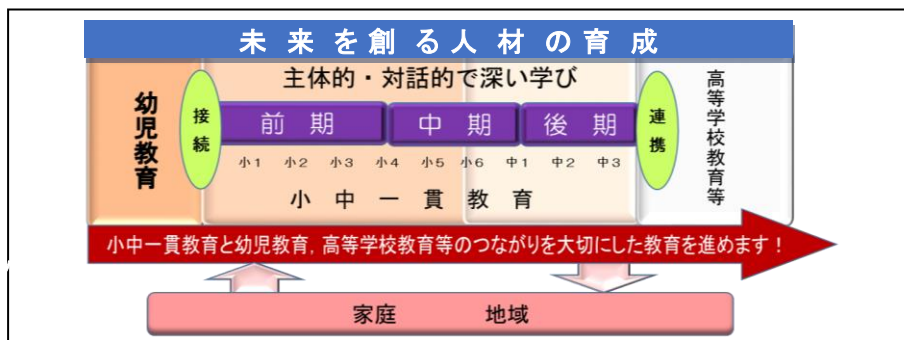 未来を創る人材の育成
主体的・対話的で深い学び
幼児教育
接続
前期
中期
後期
連携
高等学校教育等
小1 小2 小3 小4 小5 小6 中1 中2 中3
小中一貫教育
小中一貫教育と幼児教育,高等学校教育等のつながりを大切にした教育を進めます！
家庭 地域